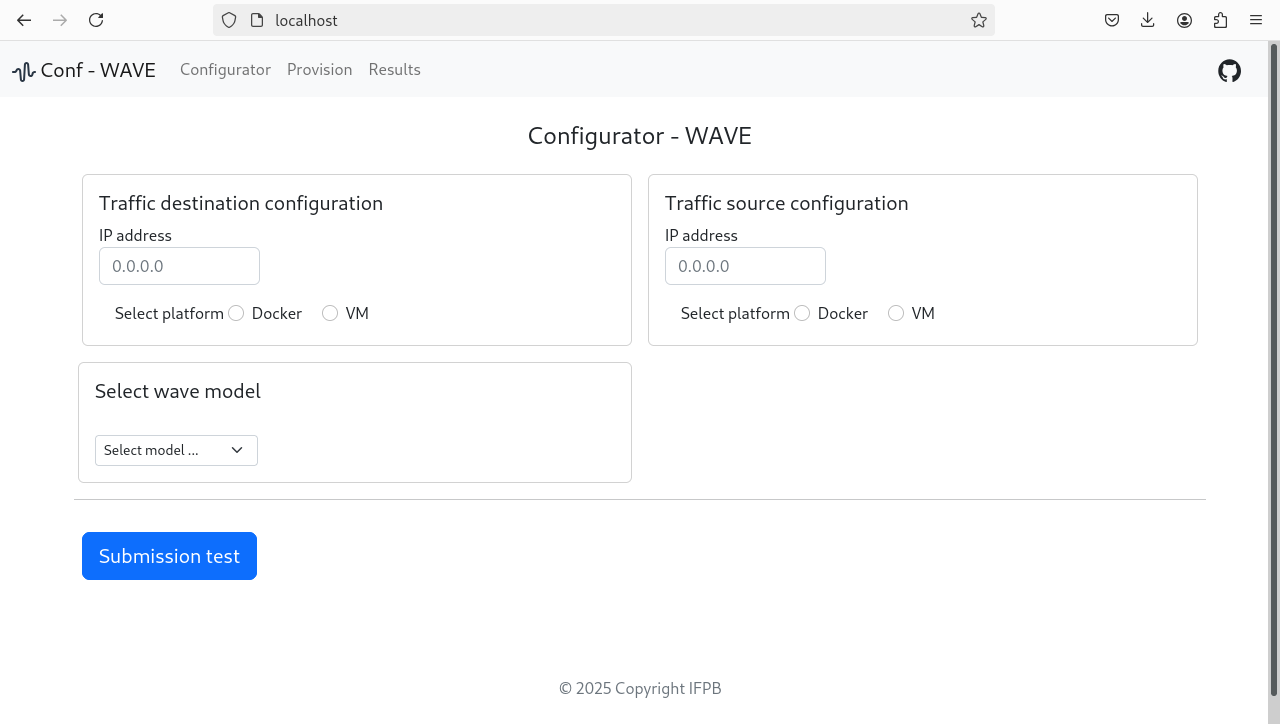 localhost
Conf - WAVE Configurator Provision Results
Configurator - WAVE
Traffic destination configuration
IP address
0.0.0.0
Select platform Docker VM
Traffic source configuration
IP address
0.0.0.0
Select platform Docker VM
Select wave model
Select model ...
Submission test
© 2025 Copyright IFPB